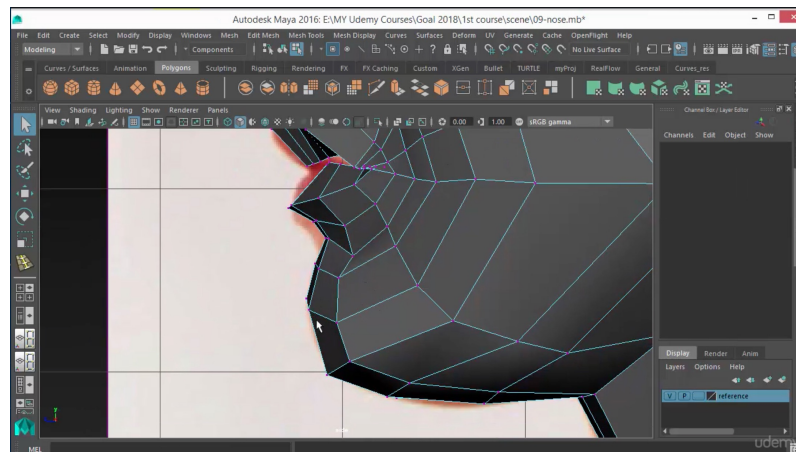 Autodesk Maya 2016: E:\MY Udemy Courses\Goal 2018\1st course\scene\09-nose.mb*
File Edit Create Select Modify Display Windows Mesh Edit Mesh Mesh Tools Mesh Display Curves Surfaces Deform UV Generate Cache OpenFlight Help
Modeling Components No Live Surface
Curves / Surfaces Animation Polygons Sculpting Rigging Rendering FX FX Caching Custom XGen Bullet TURTLE myProj RealFlow General Curves_res
View Shading Lighting Show Renderer Panels
0.00 1.00 sRGB gamma
Channel Box / Layer Editor
Channels Edit Object Show
Display Render Anim
Layers Options Help
V P reference
Y
MEL
udemy